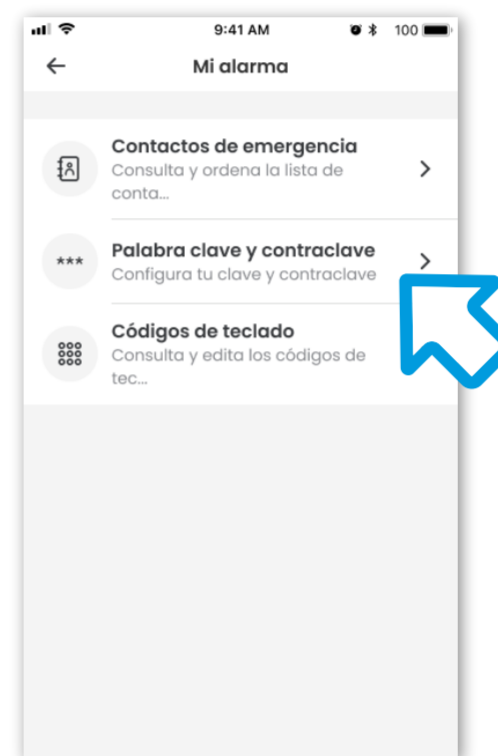 9:41 AM
100
Mi alarma
Contactos de emergencia
Consulta y ordena la lista de
conta...
*** Palabra clave y contraclave
Configura tu clave y contraclave
Códigos de teclado
Consulta y edita los códigos de
tec...